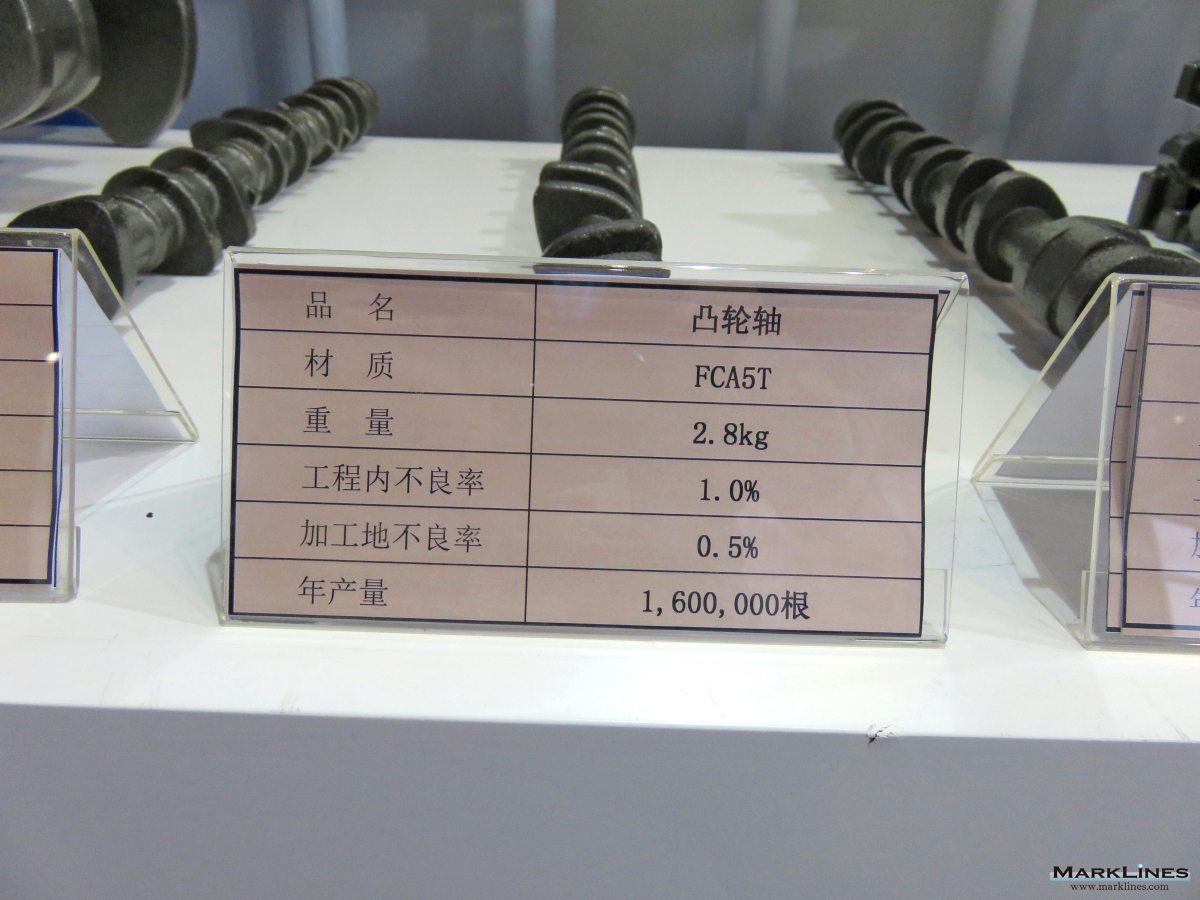 品 名 凸轮轴
材 质 FCA5T
重 量 2.8kg
工程内不良率 1.0%
加工地不良率 0.5%
年产量 1,600,000根
MARKLINES
www.marklines.com